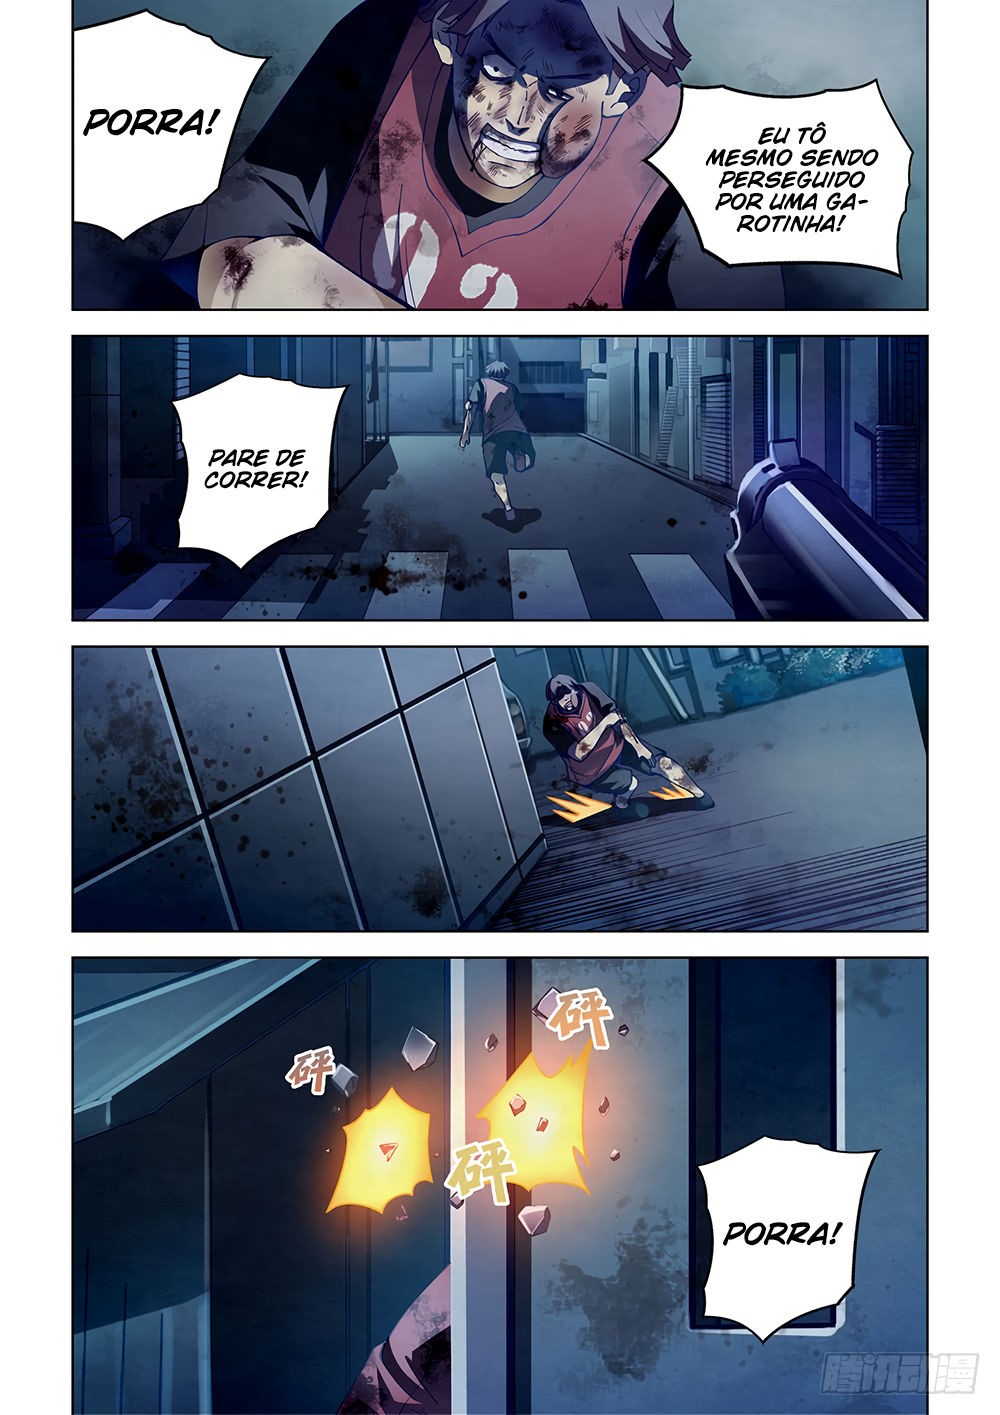 PORRA!
EU TÔ
MESMO SENDO
PERSEGUIDO
POR UMA GA-
ROTINHA!
02
PARE DE
CORRER!
砰
砰
砰
PORRA!
腾讯动漫